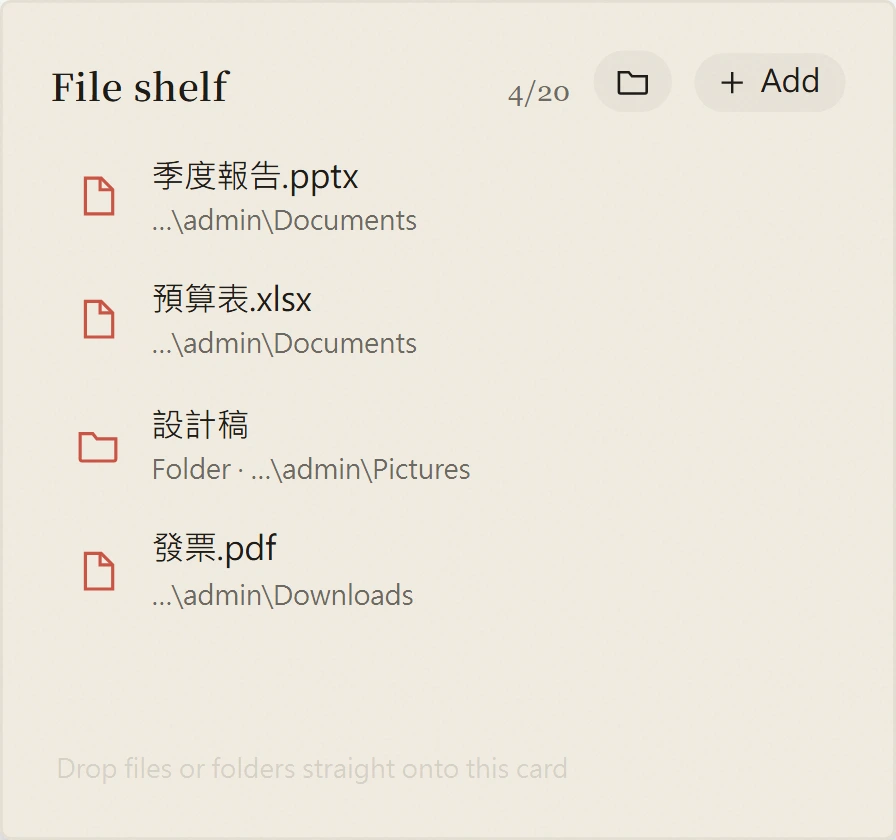 File shelf
4/20
+ Add
季度報告.pptx
...\admin\Documents
預算表.xlsx
...\admin\Documents
設計稿
Folder · ...\admin\Pictures
發票.pdf
...\admin\Downloads
Drop files or folders straight onto this card